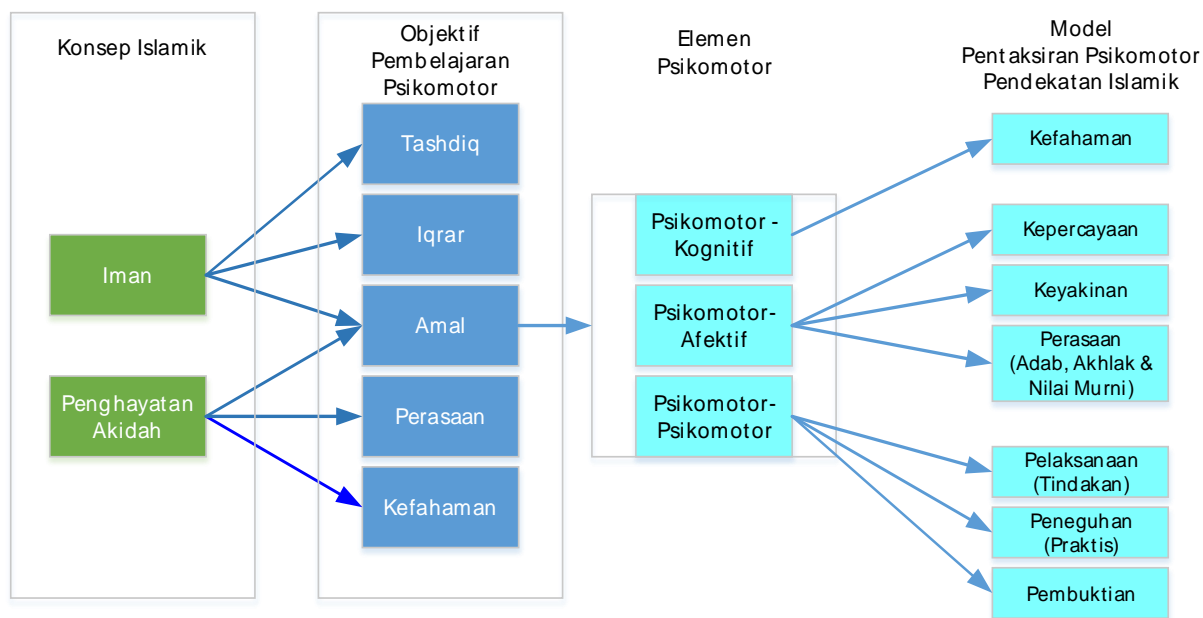 Konsep Islamik
Iman
Penghayatan
Akidah
Objektif
Pembelajaran
Psikomotor
Tashdiq
Iqrar
Amal
Perasaan
Kefahaman
Elemen
Psikomotor
Psikomotor -
Kognitif
Psikomotor-
Afektif
Psikomotor-
Psikomotor
Model
Pentaksiran Psikomotor
Pendekatan Islamik
Kefahaman
Kepercayaan
Keyakinan
Perasaan
(Adab, Akhlak &
Nilai Murni)
Pelaksanaan
(Tindakan)
Peneguhan
(Praktis)
Pembuktian